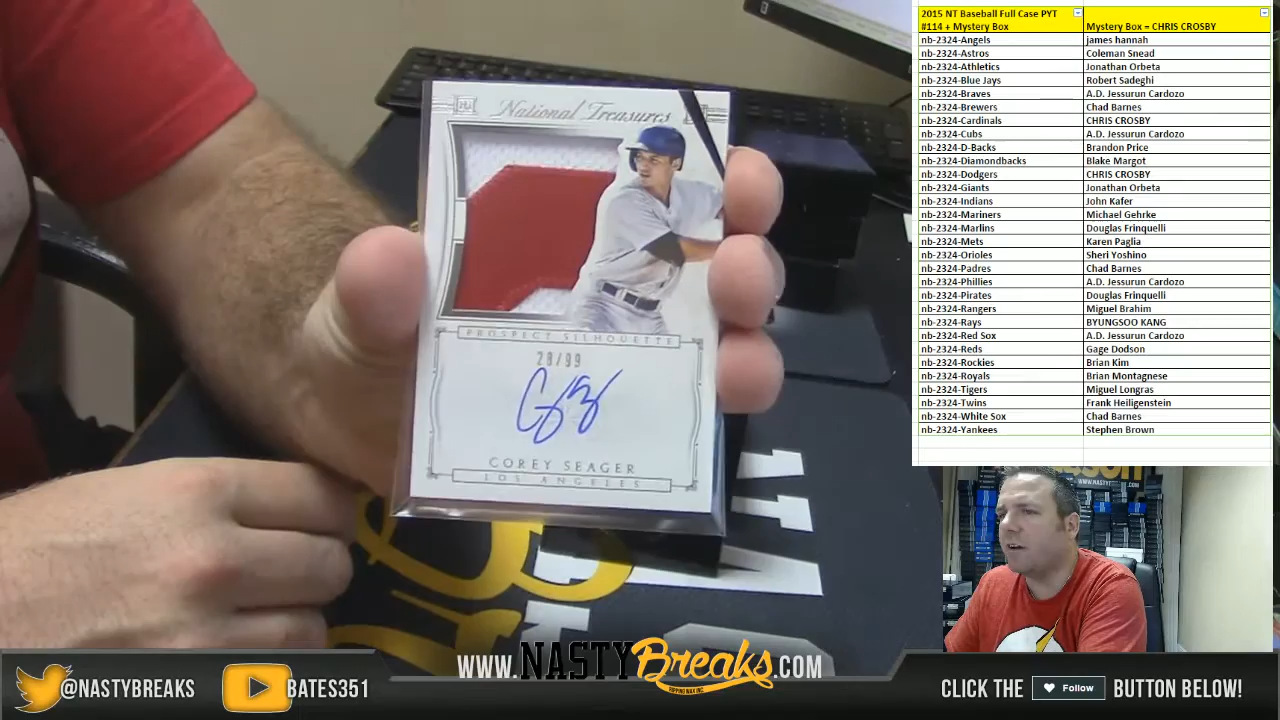 National Treasures
PROSPECT SILHOUETTE
28/99
COREY SEAGER
LOS ANGELES
2015 NT Baseball Full Case PYT
#114 + Mystery Box Mystery Box = CHRIS CROSBY
nb-2324-Angels james hannah
nb-2324-Astros Coleman Snead
nb-2324-Athletics Jonathan Orbeta
nb-2324-Blue Jays Robert Sadeghi
nb-2324-Braves A.D. Jessurun Cardozo
nb-2324-Brewers Chad Barnes
nb-2324-Cardinals CHRIS CROSBY
nb-2324-Cubs A.D. Jessurun Cardozo
nb-2324-D-Backs Brandon Price
nb-2324-Diamondbacks Blake Margot
nb-2324-Dodgers CHRIS CROSBY
nb-2324-Giants Jonathan Orbeta
nb-2324-Indians John Kafer
nb-2324-Mariners Michael Gehrke
nb-2324-Marlins Douglas Frinquelli
nb-2324-Mets Karen Paglia
nb-2324-Orioles Sheri Yoshino
nb-2324-Padres Chad Barnes
nb-2324-Phillies A.D. Jessurun Cardozo
nb-2324-Pirates Douglas Frinquelli
nb-2324-Rangers Miguel Brahim
nb-2324-Rays BYUNGSOO KANG
nb-2324-Red Sox A.D. Jessurun Cardozo
nb-2324-Reds Gage Dodson
nb-2324-Rockies Brian Kim
nb-2324-Royals Brian Montagnese
nb-2324-Tigers Miguel Longras
nb-2324-Twins Frank Heiligenstein
nb-2324-White Sox Chad Barnes
nb-2324-Yankees Stephen Brown
@NASTYBREAKS
BATES351
WWW.NASTYBreaks.COM
RIPPING WAX INC.
CLICK THE Follow BUTTON BELOW!